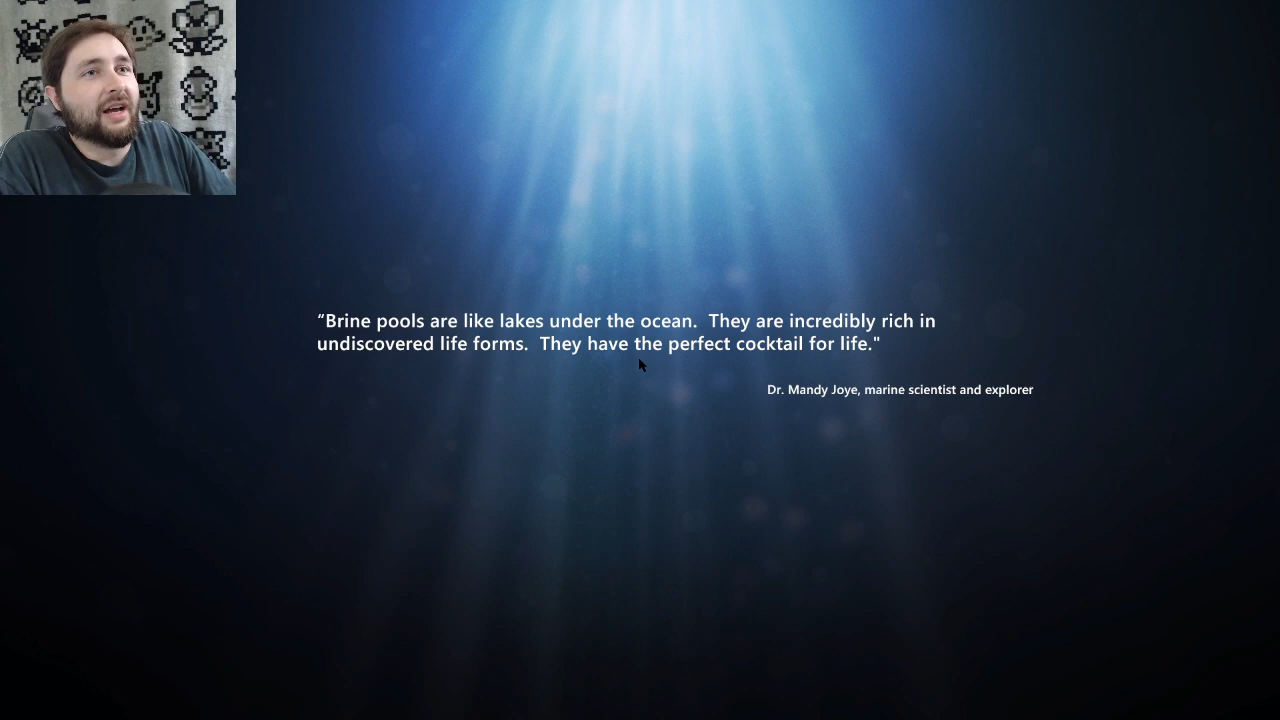 “Brine pools are like lakes under the ocean.  They are incredibly rich in
undiscovered life forms.  They have the perfect cocktail for life."
Dr. Mandy Joye, marine scientist and explorer